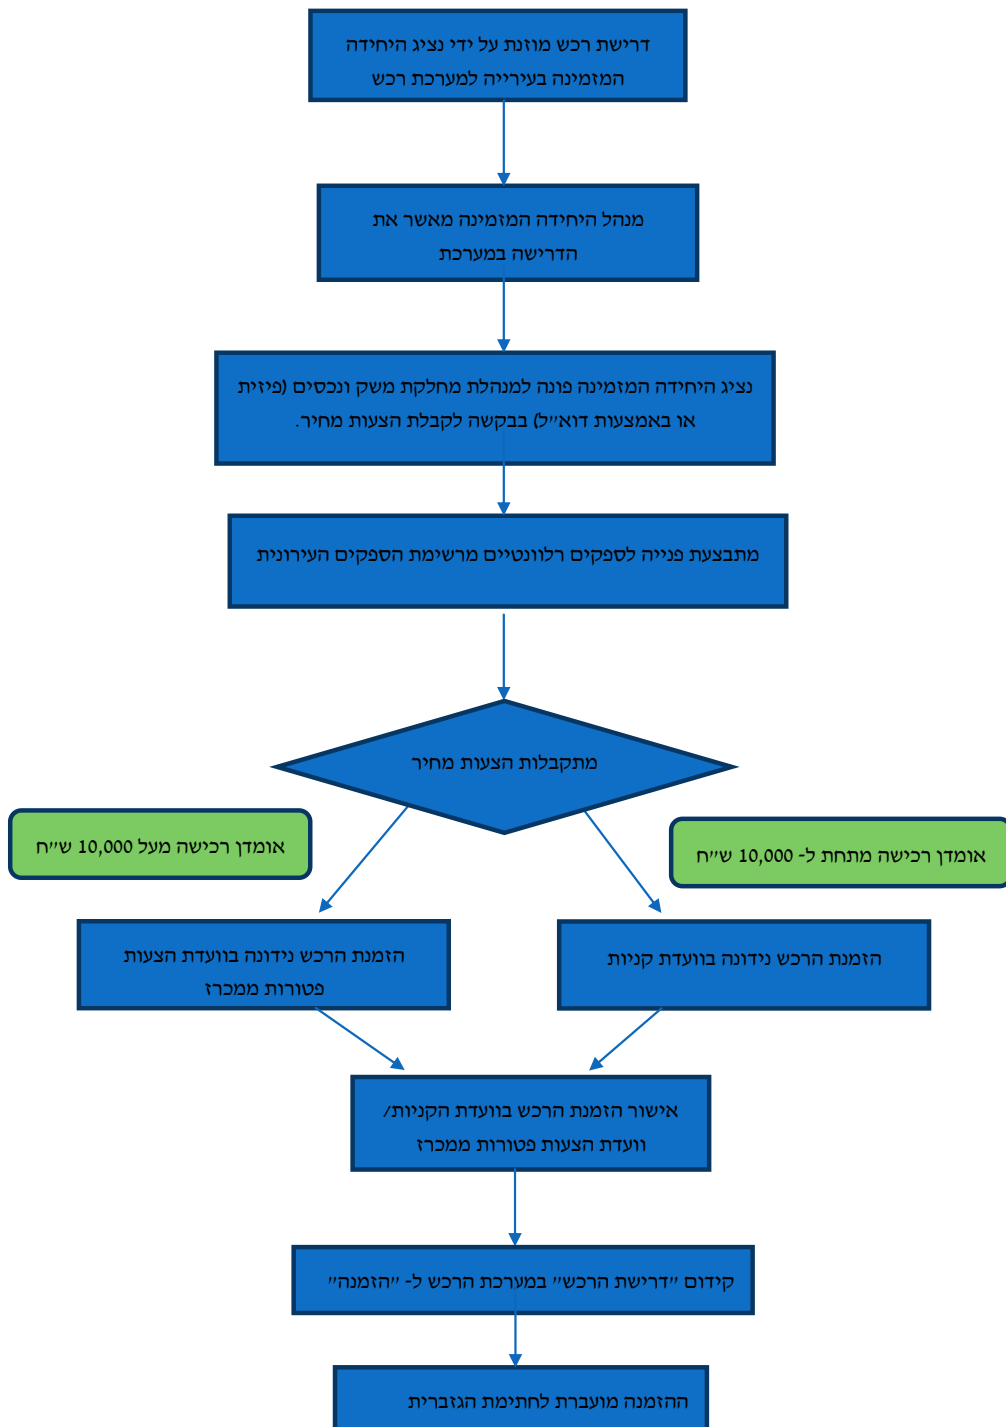 דרישת רכש מוזנת על ידי נציג היחידה
המזמינה בעירייה למערכת רכש
מנהל היחידה המזמינה מאשר את
הדרישה במערכת
נציג היחידה המזמינה פונה למנהלת מחלקת משק ונכסים (פיזית
או באמצעות דוא"ל) בבקשה לקבלת הצעות מחיר.
מתבצעת פנייה לספקים רלוונטיים מרשימת הספקים העירונית
מתקבלות הצעות מחיר
אומדן רכישה מתחת ל- 10,000 ש"ח
אומדן רכישה מעל 10,000 ש"ח
הזמנת הרכש נידונה בוועדת קניות
הזמנת הרכש נידונה בוועדת הצעות
פטורות ממכרז
אישור הזמנת הרכש בוועדת הקניות/
וועדת הצעות פטורות ממכרז
קידום "דרישת הרכש" במערכת הרכש ל- "הזמנה"
ההזמנה מועברת לחתימת הגזברית